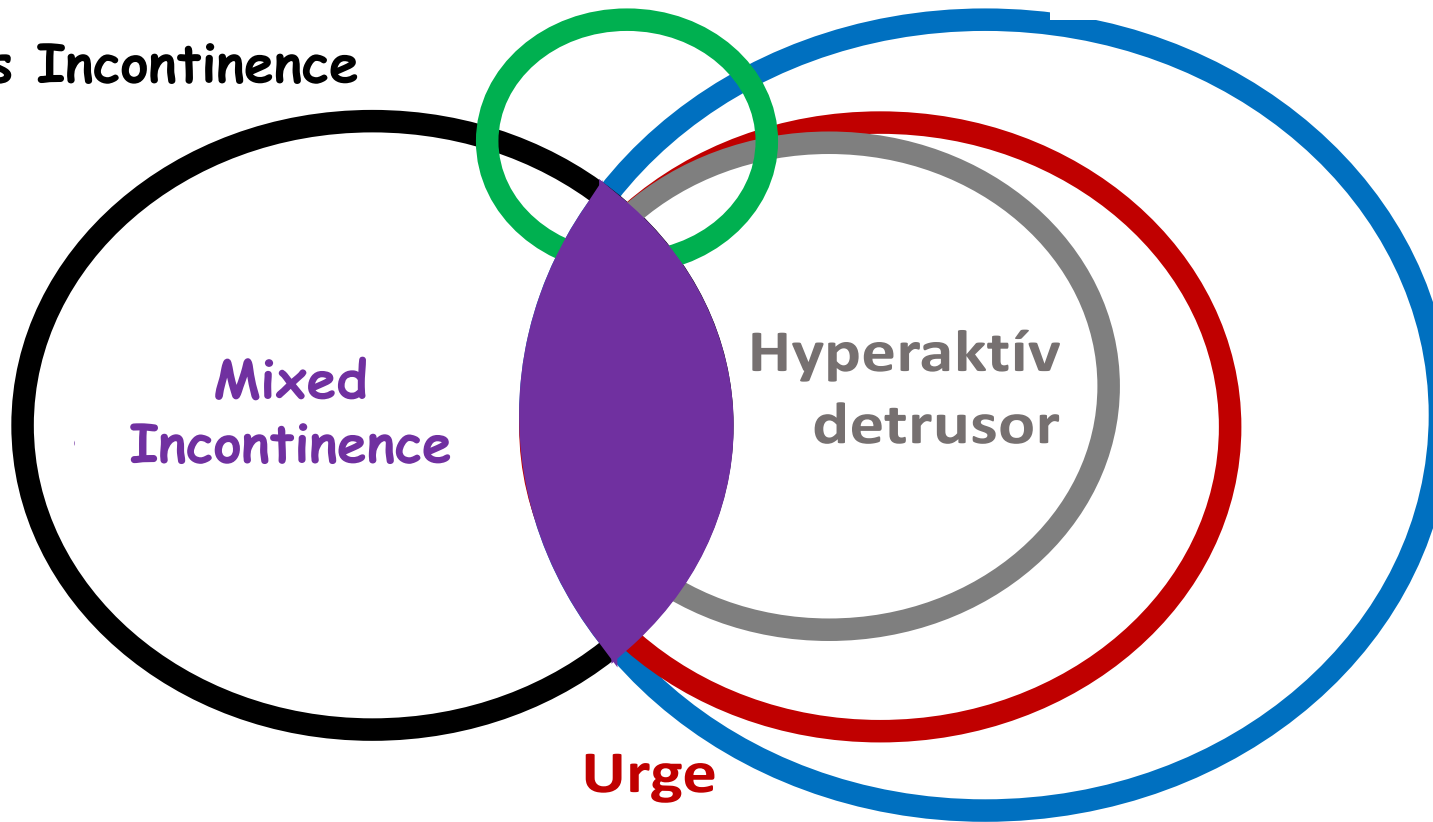 s Incontinence
Mixed
Incontinence
Hyperaktív
detrusor
Urge